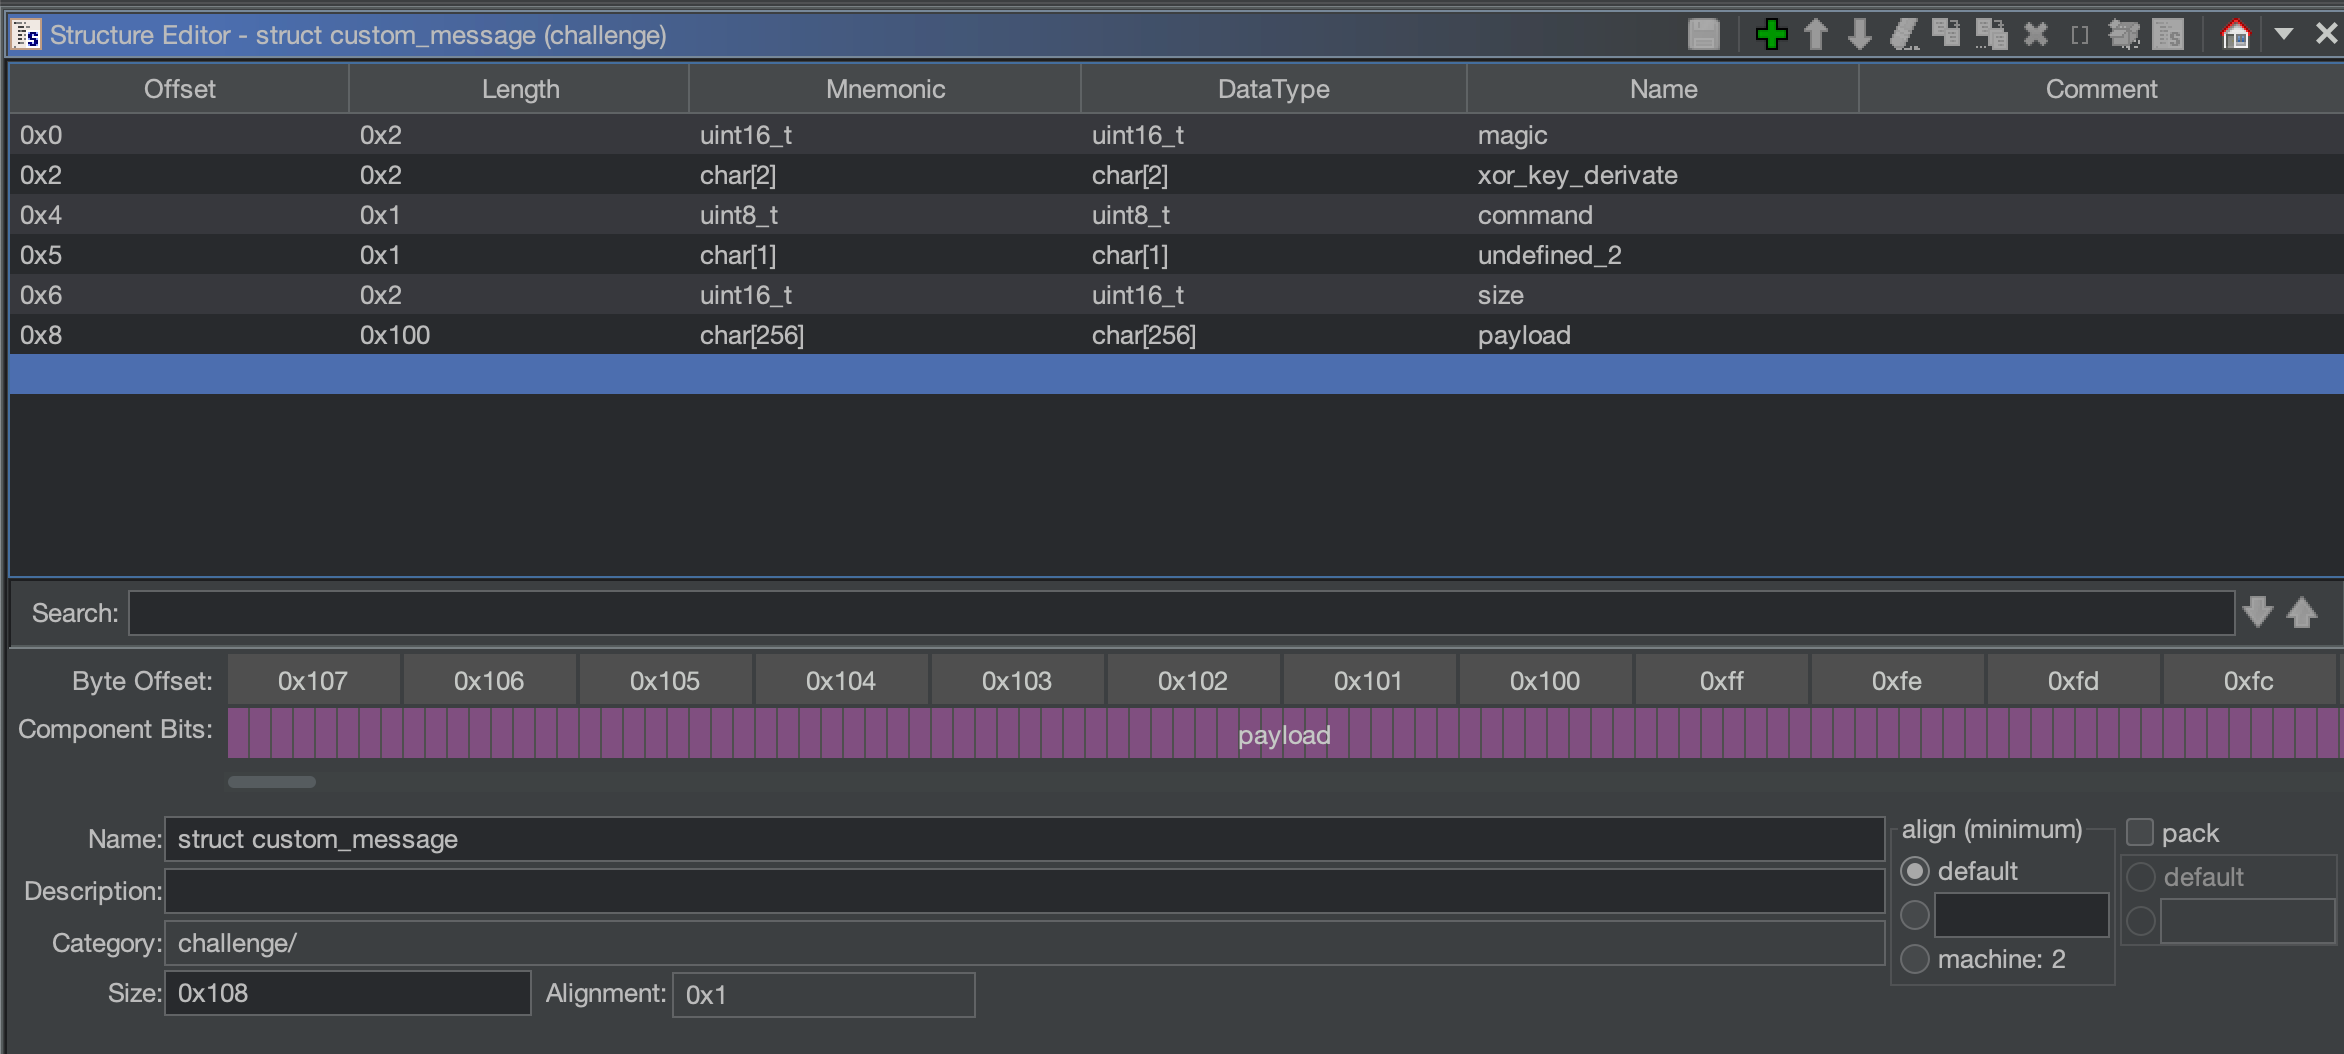 Structure Editor - struct custom_message (challenge)
Offset Length Mnemonic DataType Name Comment
0x0 0x2 uint16_t uint16_t magic
0x2 0x2 char[2] char[2] xor_key_derivate
0x4 0x1 uint8_t uint8_t command
0x5 0x1 char[1] char[1] undefined_2
0x6 0x2 uint16_t uint16_t size
0x8 0x100 char[256] char[256] payload
Search:
Byte Offset: 0x107 0x106 0x105 0x104 0x103 0x102 0x101 0x100 0xff 0xfe 0xfd 0xfc
Component Bits: payload
Name: struct custom_message
Description:
Category: challenge/
Size: 0x108 Alignment: 0x1
align (minimum)
default
machine: 2
pack
default